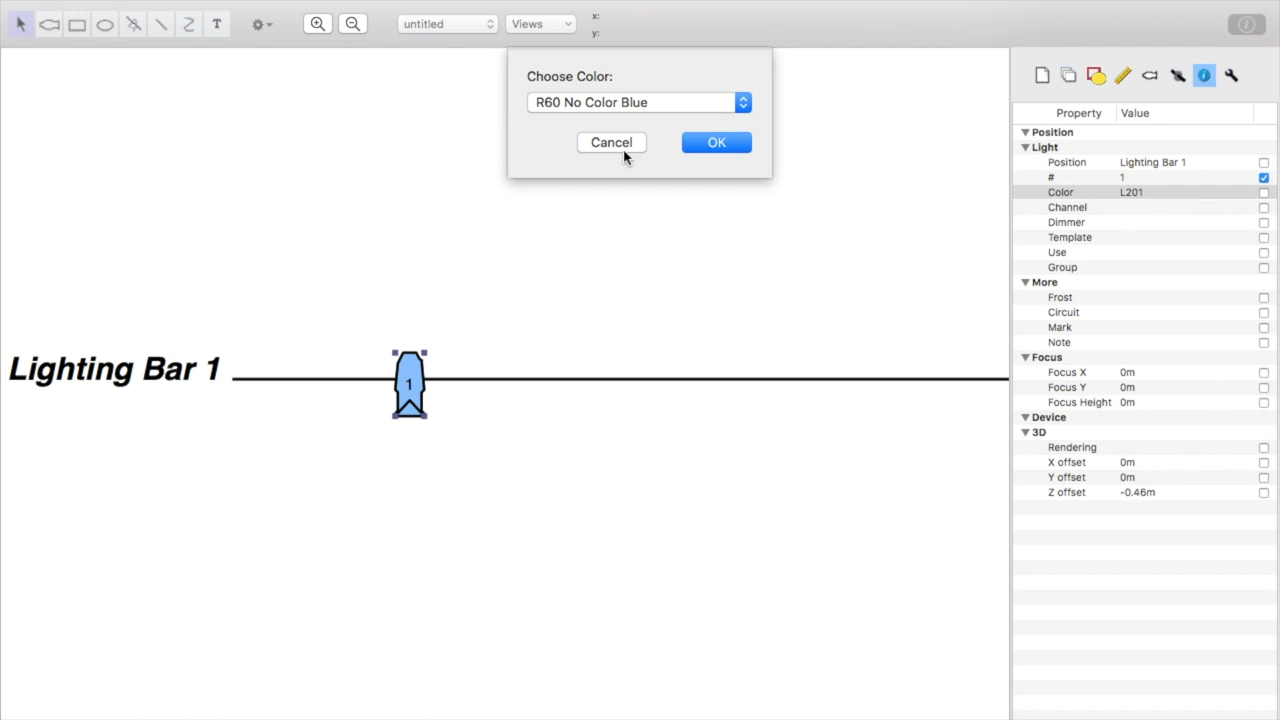 T
untitled
Views
x:
y:
Choose Color:
R60 No Color Blue
Cancel
OK
Property Value
Position
Light
Position Lighting Bar 1
# 1
Color L201
Channel
Dimmer
Template
Use
Group
More
Frost
Circuit
Mark
Note
Focus
Focus X 0m
Focus Y 0m
Focus Height 0m
Device
3D
Rendering
X offset 0m
Y offset 0m
Z offset -0.46m
Lighting Bar 1
1